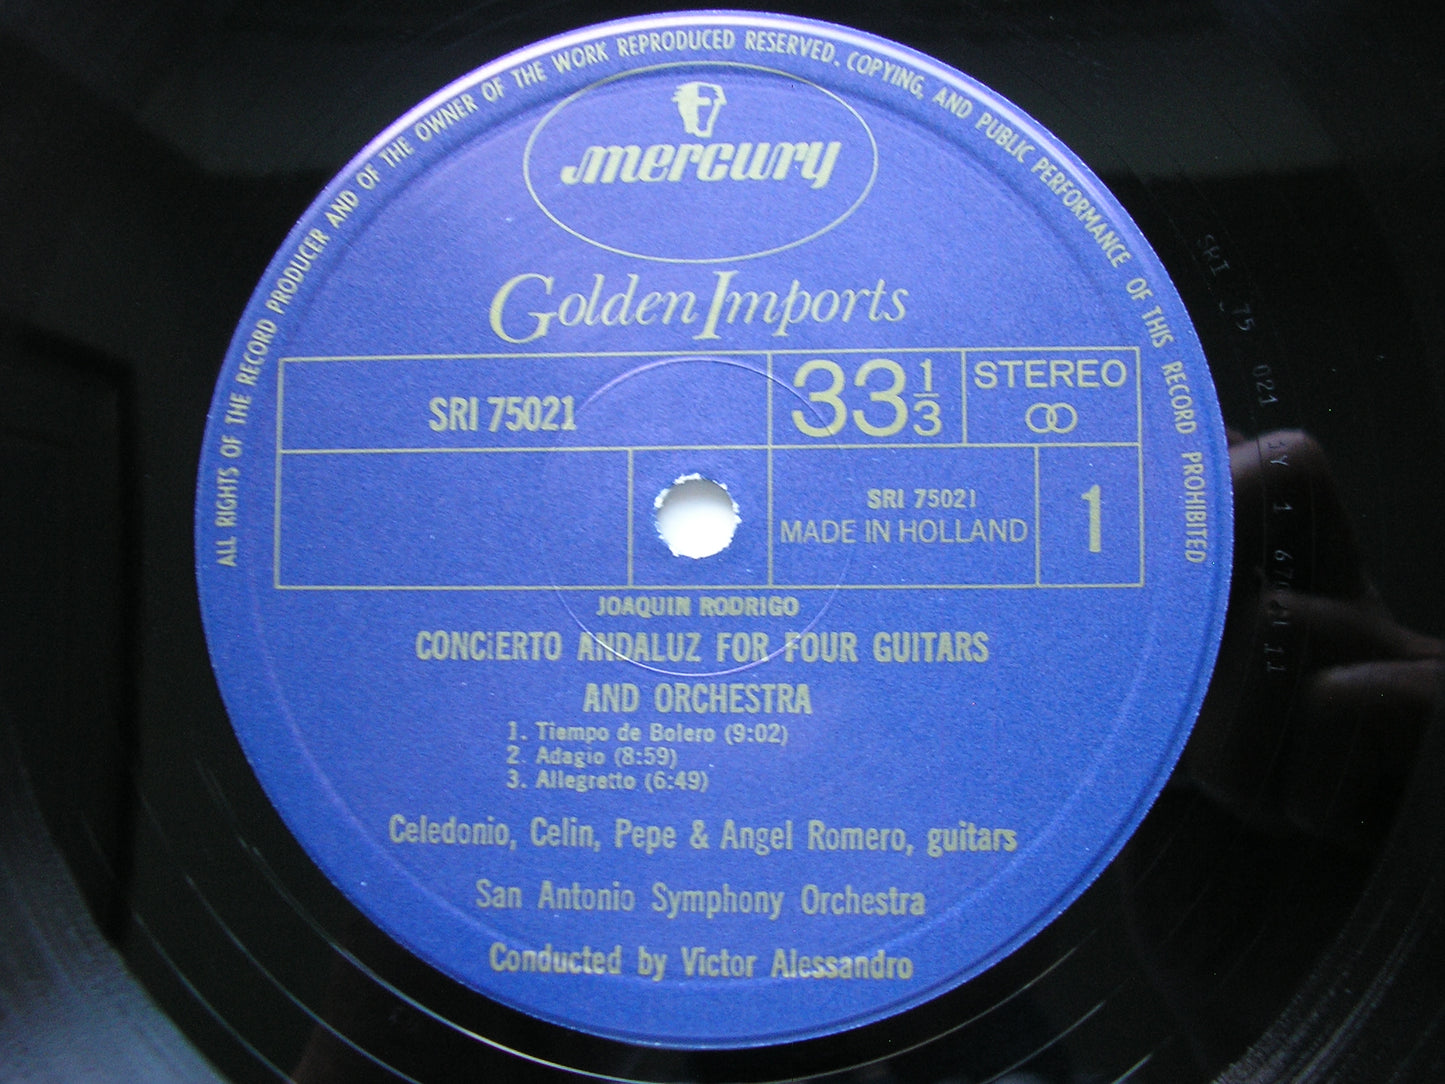 ALL RIGHTS OF THE RECORD PRODUCER AND OF THE OWNER OF THE WORK REPRODUCED RESERVED. COPYING, AND PUBLIC PERFORMANCE OF THIS RECORD PROHIBITED
mercury
Golden Imports
SRI 75021
33 1/3
STEREO
SRI 75021
MADE IN HOLLAND
1
JOAQUIN RODRIGO
CONCiERTO ANDALUZ FOR FOUR GUITARS
AND ORCHESTRA
1. Tiempo de Bolero (9:02)
2. Adagio (8:59)
3. Allegretto (6:49)
Celedonio, Celin, Pepe & Angel Romero, guitars
San Antonio Symphony Orchestra
Conducted by Victor Alessandro
SRI 75 021